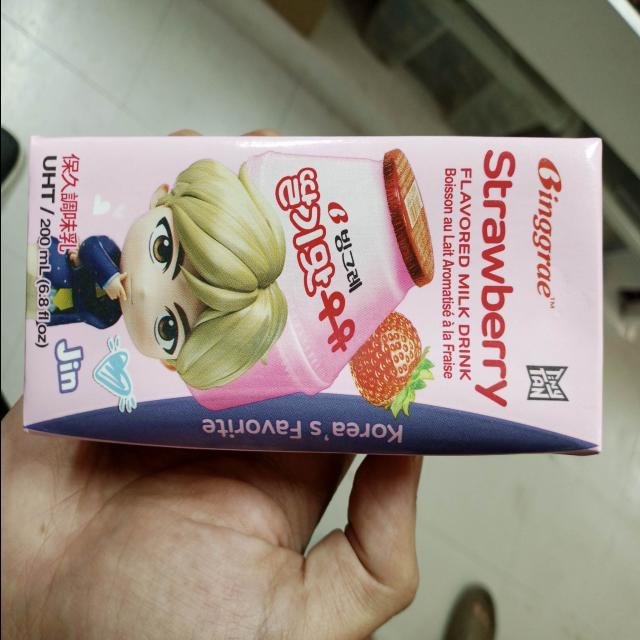 Binggrae™
TinyTAN
Strawberry
FLAVORED MILK DRINK
Boisson au Lait Aromatisé à la Fraise
빙그레
딸기맛우유
Korea's Favorite
Jin
保久調味乳
UHT / 200 mL (6.8 fl.oz)